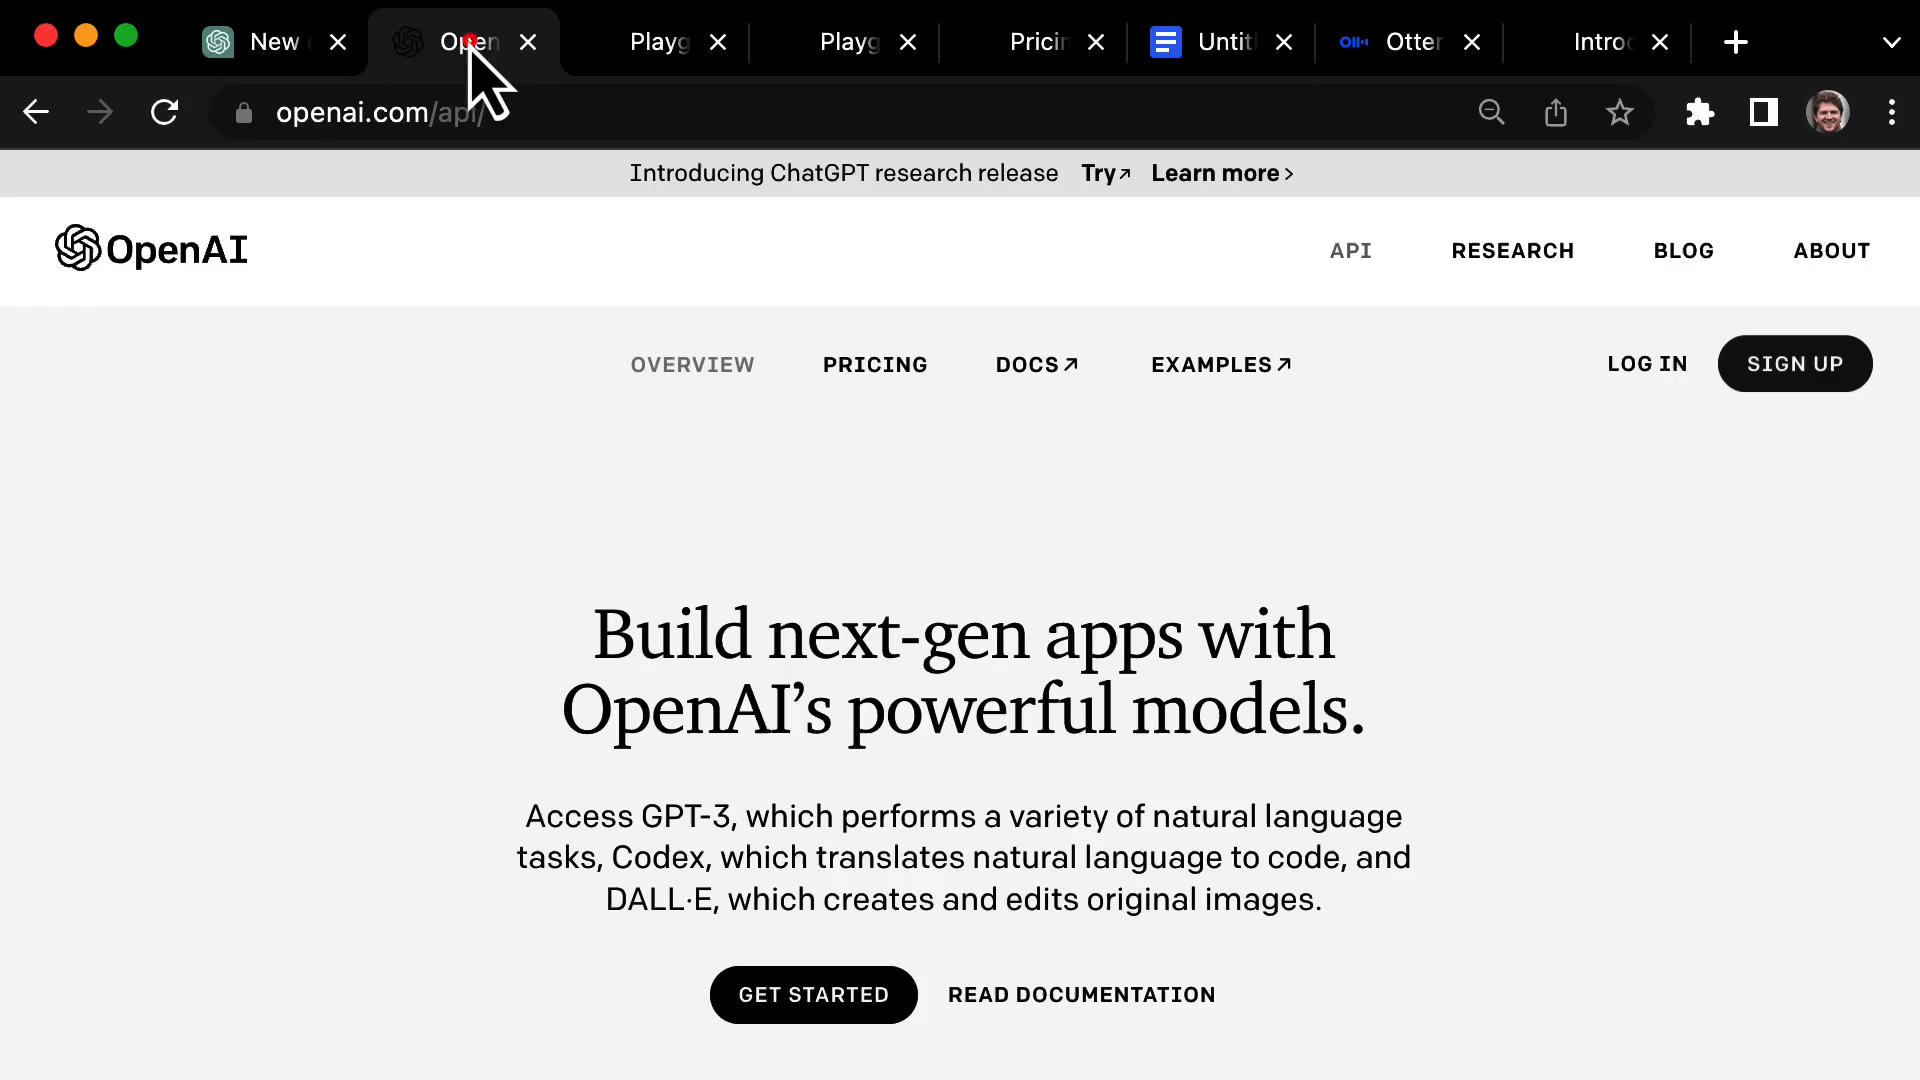 New
Open
Playg
Playg
Pricin
Untit
Otter
Introd
openai.com/api/
Introducing ChatGPT research release Try↗ Learn more ›
OpenAI
API RESEARCH BLOG ABOUT
OVERVIEW PRICING DOCS↗ EXAMPLES↗ LOG IN SIGN UP
Build next-gen apps with
OpenAI’s powerful models.
Access GPT-3, which performs a variety of natural language
tasks, Codex, which translates natural language to code, and
DALL·E, which creates and edits original images.
GET STARTED READ DOCUMENTATION